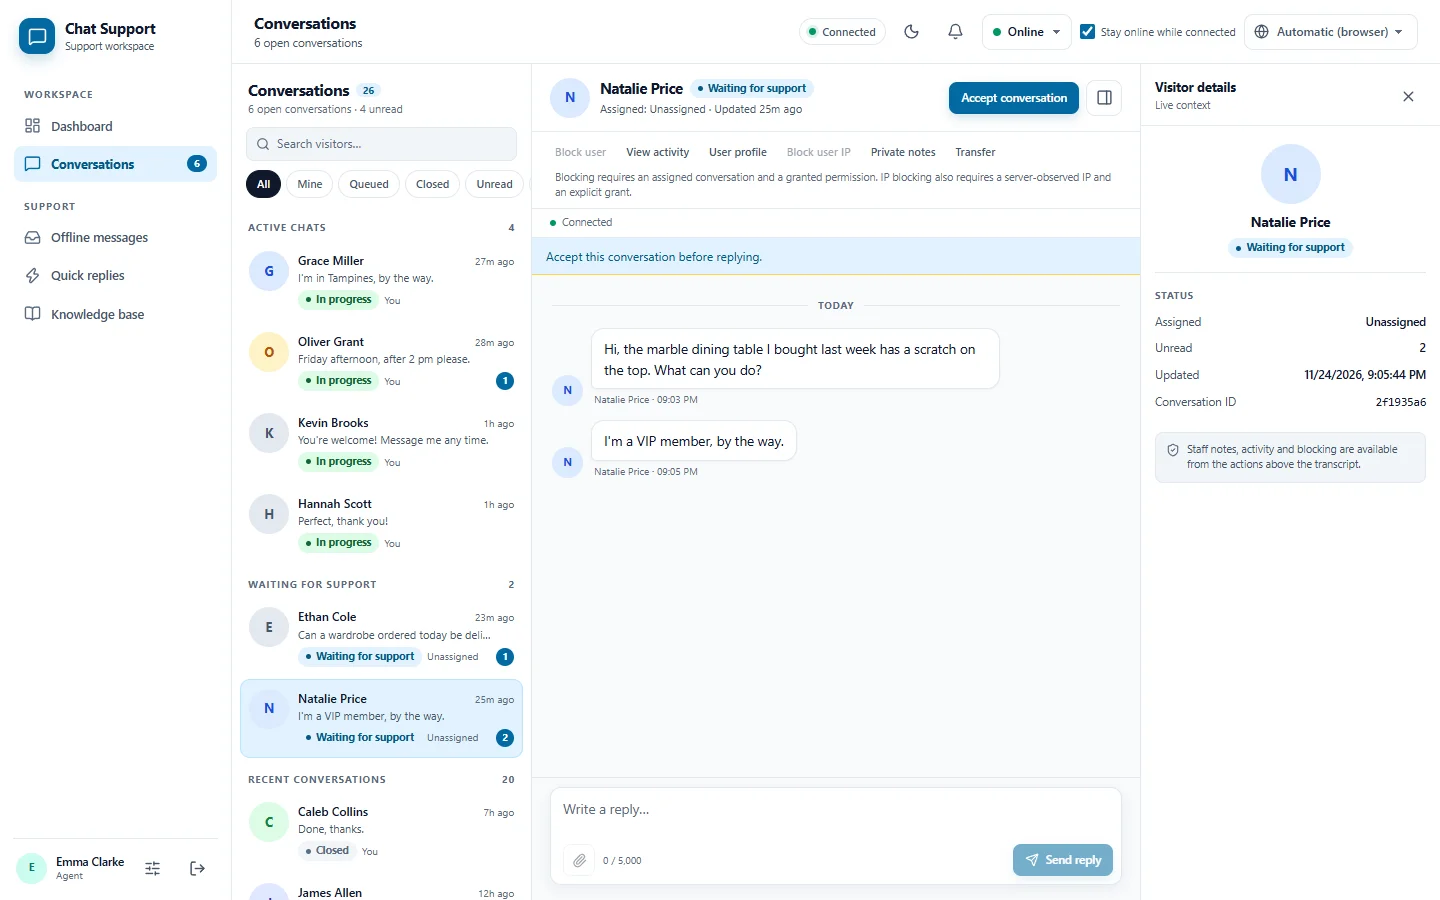 Chat Support
Support workspace
WORKSPACE
Dashboard
Conversations 6
SUPPORT
Offline messages
Quick replies
Knowledge base
E Emma Clarke
Agent
Conversations
6 open conversations
Connected
Online
Stay online while connected
Automatic (browser)
Conversations 26
6 open conversations · 4 unread
Search visitors...
All Mine Queued Closed Unread
ACTIVE CHATS 4
G Grace Miller 27m ago
I'm in Tampines, by the way.
In progress You
O Oliver Grant 28m ago
Friday afternoon, after 2 pm please.
In progress You 1
K Kevin Brooks 1h ago
You're welcome! Message me any time.
In progress You
H Hannah Scott 1h ago
Perfect, thank you!
In progress You
WAITING FOR SUPPORT 2
E Ethan Cole 23m ago
Can a wardrobe ordered today be deli...
Waiting for support Unassigned 1
N Natalie Price 25m ago
I'm a VIP member, by the way.
Waiting for support Unassigned 2
RECENT CONVERSATIONS 20
C Caleb Collins 7h ago
Done, thanks.
Closed You
James Allen 12h ago
N Natalie Price Waiting for support
Assigned: Unassigned · Updated 25m ago
Accept conversation
Block user View activity User profile Block user IP Private notes Transfer
Blocking requires an assigned conversation and a granted permission. IP blocking also requires a server-observed IP and
an explicit grant.
Connected
Accept this conversation before replying.
TODAY
Hi, the marble dining table I bought last week has a scratch on
the top. What can you do?
N
Natalie Price · 09:03 PM
I'm a VIP member, by the way.
N
Natalie Price · 09:05 PM
Write a reply...
0 / 5,000
Send reply
Visitor details
Live context
N
Natalie Price
Waiting for support
STATUS
Assigned Unassigned
Unread 2
Updated 11/24/2026, 9:05:44 PM
Conversation ID 2f1935a6
Staff notes, activity and blocking are available
from the actions above the transcript.